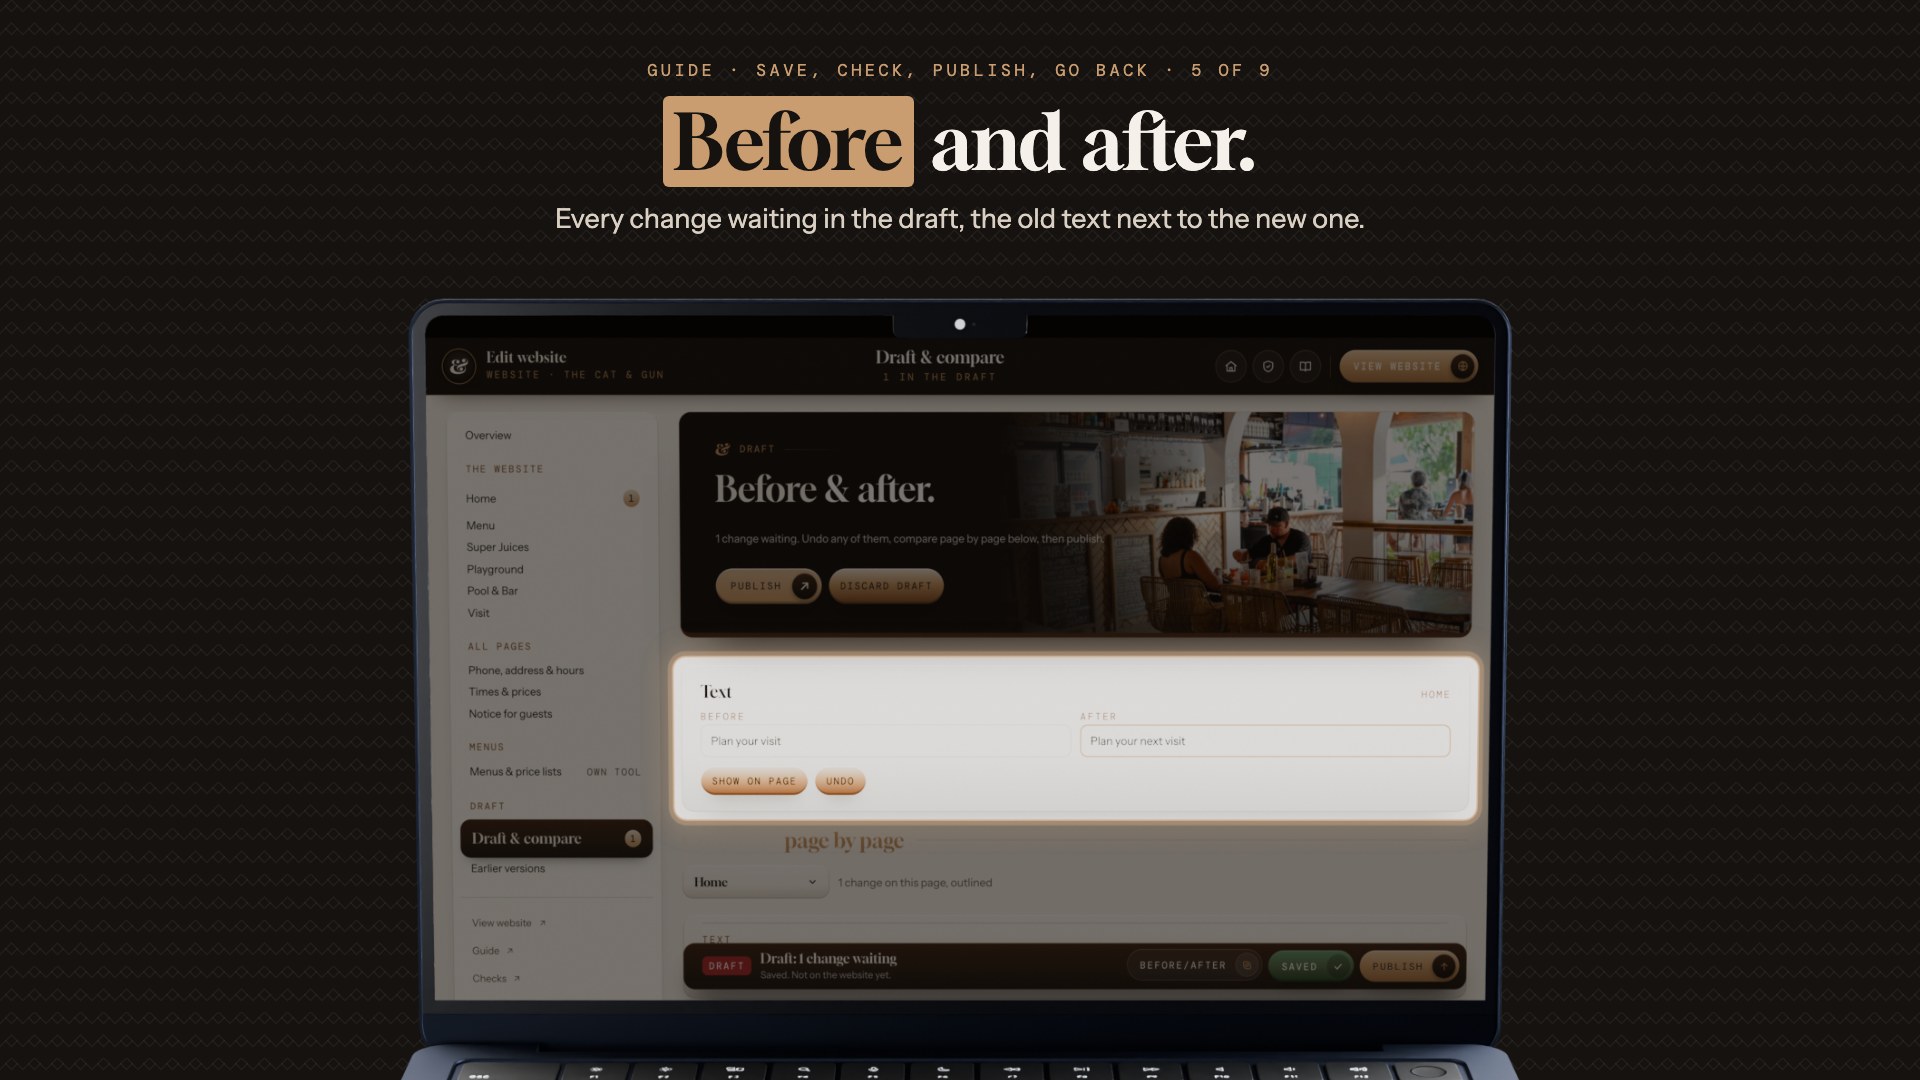 GUIDE · SAVE, CHECK, PUBLISH, GO BACK · 5 OF 9
Before and after.
Every change waiting in the draft, the old text next to the new one.
&
Edit website
WEBSITE · THE CAT & GUN
Draft & compare
1 IN THE DRAFT
VIEW WEBSITE
Overview
THE WEBSITE
Home 1
Menu
Super Juices
Playground
Pool & Bar
Visit
ALL PAGES
Phone, address & hours
Times & prices
Notice for guests
MENUS
Menus & price lists OWN TOOL
DRAFT
Draft & compare 1
Earlier versions
View website ↗
Guide ↗
Checks ↗
& DRAFT
Before & after.
1 change waiting. Undo any of them, compare page by page below, then publish.
PUBLISH ↗ DISCARD DRAFT
Text HOME
BEFORE AFTER
Plan your visit Plan your next visit
SHOW ON PAGE UNDO
page by page
Home 1 change on this page, outlined
TEXT
DRAFT Draft: 1 change waiting
Saved. Not on the website yet.
BEFORE/AFTER SAVED PUBLISH